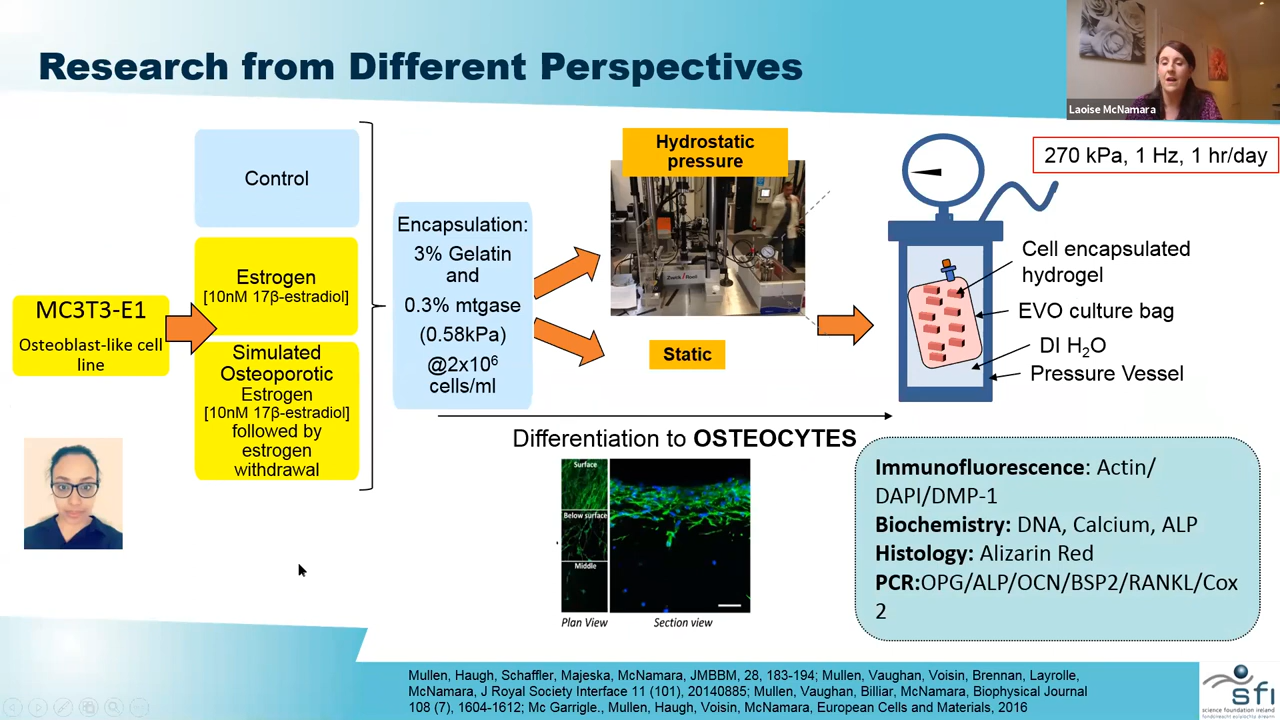 Research from Different Perspectives
Laoise McNamara
MC3T3-E1
Osteoblast-like cell
line
Control
Estrogen
[10nM 17β-estradiol]
Simulated
Osteoporotic
Estrogen
[10nM 17β-estradiol]
followed by
estrogen
withdrawal
Encapsulation:
3% Gelatin
and
0.3% mtgase
(0.58kPa)
@2x10⁶
cells/ml
Hydrostatic
pressure
Static
270 kPa, 1 Hz, 1 hr/day
Cell encapsulated
hydrogel
EVO culture bag
DI H₂O
Pressure Vessel
Differentiation to OSTEOCYTES
Surface
Below surface
Middle
Plan View
Section view
Immunofluorescence: Actin/
DAPI/DMP-1
Biochemistry: DNA, Calcium, ALP
Histology: Alizarin Red
PCR:OPG/ALP/OCN/BSP2/RANKL/Cox
2
Mullen, Haugh, Schaffler, Majeska, McNamara, JMBBM, 28, 183-194; Mullen, Vaughan, Voisin, Brennan, Layrolle,
McNamara, J Royal Society Interface 11 (101), 20140885; Mullen, Vaughan, Billiar, McNamara, Biophysical Journal
108 (7), 1604-1612; Mc Garrigle., Mullen, Haugh, Voisin, McNamara, European Cells and Materials, 2016
sfi
science foundation ireland